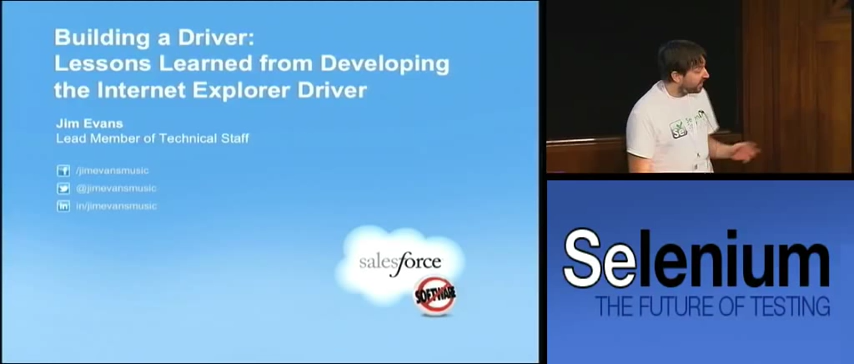 Building a Driver:
Lessons Learned from Developing
the Internet Explorer Driver
Jim Evans
Lead Member of Technical Staff
/jimevansmusic
@jimevansmusic
in/jimevansmusic
salesforce
SOFTWARE
Se
Selenium
THE FUTURE OF TESTING